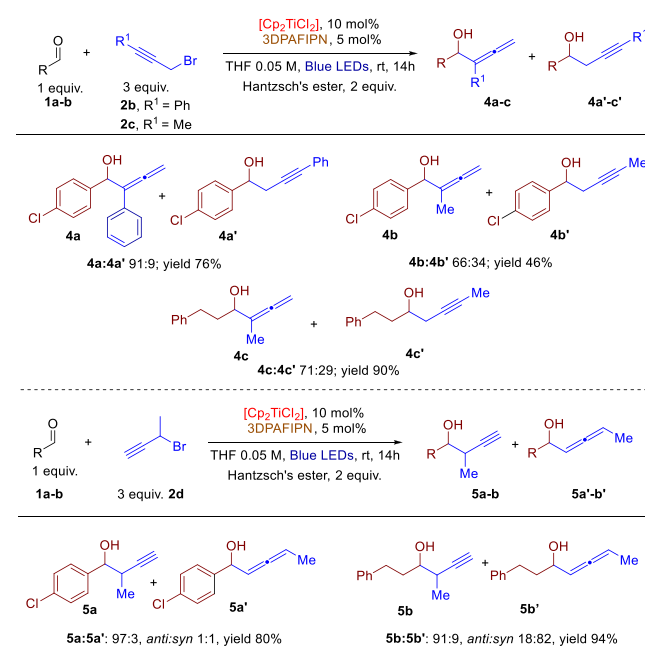 O
R
1 equiv.
1a-b
+
R¹
Br
3 equiv.
2b, R¹ = Ph
2c, R¹ = Me
[Cp₂TiCl₂], 10 mol%
3DPAFIPN, 5 mol%
THF 0.05 M, Blue LEDs, rt, 14h
Hantzsch's ester, 2 equiv.
OH
R
R¹
4a-c
+
OH
R
R¹
4a'-c'
OH
Cl
4a
+
OH
Ph
Cl
4a'
4a:4a' 91:9; yield 76%
OH
Cl
Me
4b
+
OH
Me
Cl
4b'
4b:4b' 66:34; yield 46%
OH
Ph
Me
4c
+
OH
Me
Ph
4c'
4c:4c' 71:29; yield 90%
O
R
1 equiv.
1a-b
+
Br
3 equiv. 2d
[Cp₂TiCl₂], 10 mol%
3DPAFIPN, 5 mol%
THF 0.05 M, Blue LEDs, rt, 14h
Hantzsch's ester, 2 equiv.
OH
R
Me
5a-b
+
OH
R
Me
5a'-b'
OH
Cl
Me
5a
+
OH
Me
Cl
5a'
5a:5a': 97:3, anti:syn 1:1, yield 80%
OH
Ph
Me
5b
+
OH
Ph
Me
5b'
5b:5b': 91:9, anti:syn 18:82, yield 94%